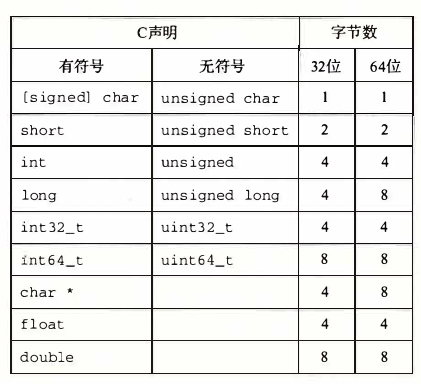 C声明 字节数
有符号 无符号 32位 64位
[signed] char unsigned char 1 1
short unsigned short 2 2
int unsigned 4 4
long unsigned long 4 8
int32_t uint32_t 4 4
int64_t uint64_t 8 8
char * 4 8
float 4 4
double 8 8